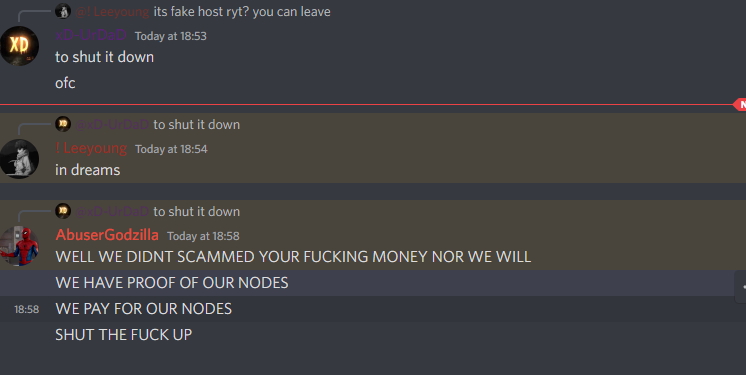 @l Leeyoung its fake host ryt? you can leave
XD Today at 18:53
to shut it down
ofc
N
XD to shut it down
l Leeyoung Today at 18:54
in dreams
XD to shut it down
AbuserGodzilla Today at 18:58
WELL WE DIDNT SCAMMED YOUR FUCKING MONEY NOR WE WILL
WE HAVE PROOF OF OUR NODES
18:58 WE PAY FOR OUR NODES
SHUT THE FUCK UP